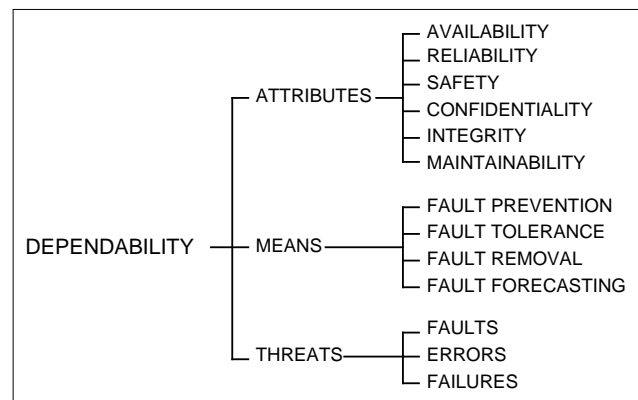 DEPENDABILITY
ATTRIBUTES
AVAILABILITY
RELIABILITY
SAFETY
CONFIDENTIALITY
INTEGRITY
MAINTAINABILITY
MEANS
FAULT PREVENTION
FAULT TOLERANCE
FAULT REMOVAL
FAULT FORECASTING
THREATS
FAULTS
ERRORS
FAILURES